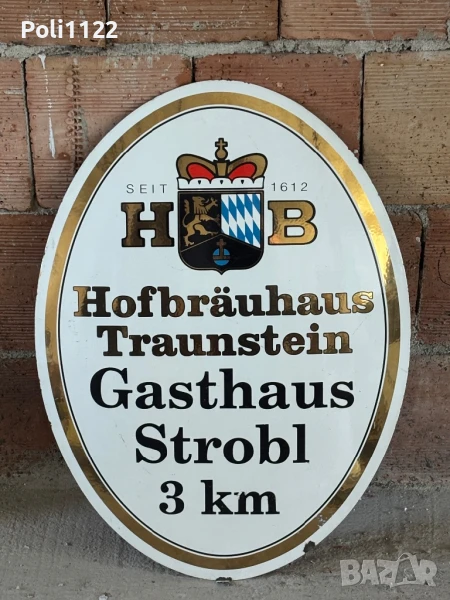 Poli1122
SEIT 1612
H B
Hofbräuhaus
Traunstein
Gasthaus
Strobl
3 km
BAZAR